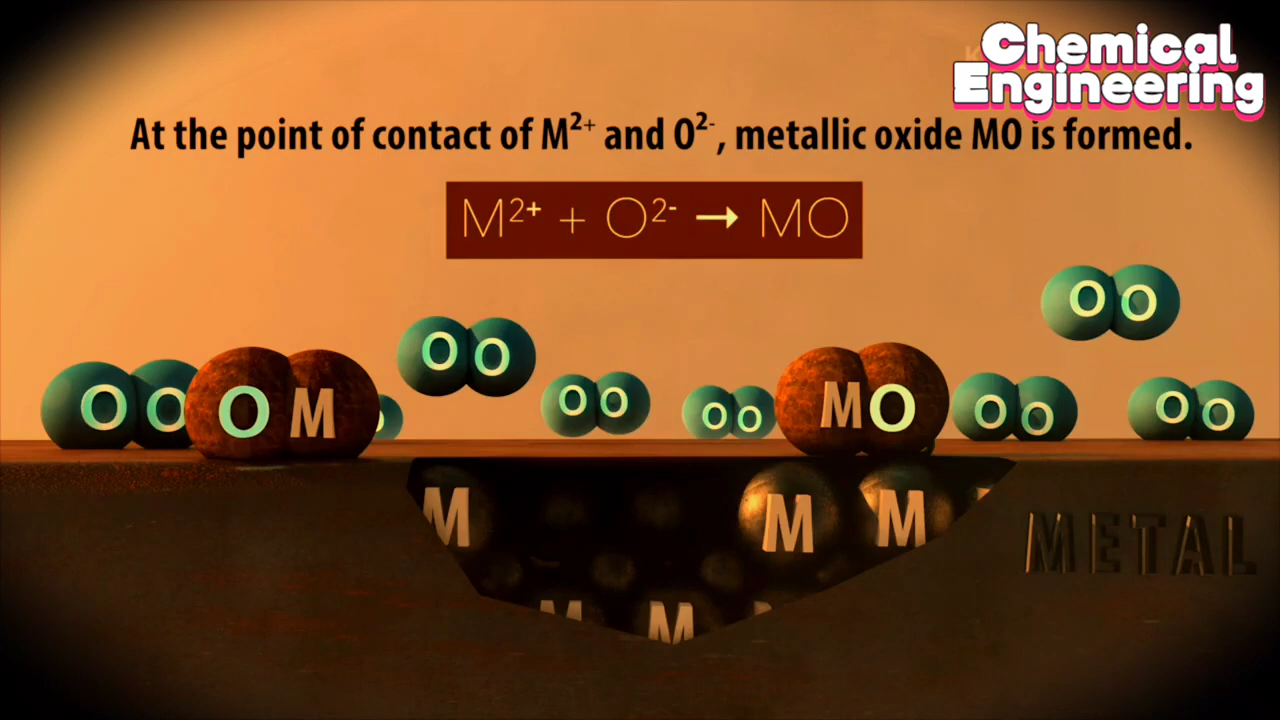 Chemical
Engineering
At the point of contact of M²⁺ and O²⁻, metallic oxide MO is formed.
M²⁺ + O²⁻ → MO
O O
O O
O O
O M
O O
O O
M O
O O
O O
M
M
M
METAL
M
M